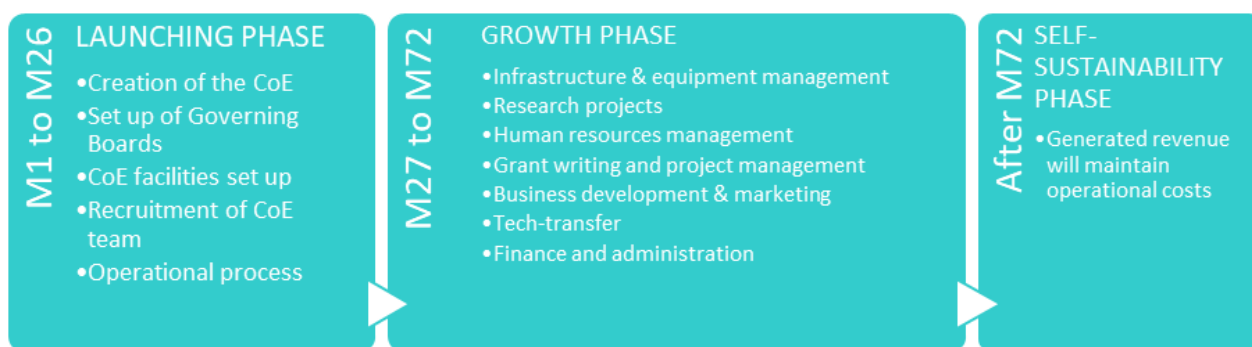 M1 to M26
LAUNCHING PHASE
•Creation of the CoE
•Set up of Governing
Boards
•CoE facilities set up
•Recruitment of CoE
team
•Operational process
M27 to M72
GROWTH PHASE
•Infrastructure & equipment management
•Research projects
•Human resources management
•Grant writing and project management
•Business development & marketing
•Tech-transfer
•Finance and administration
After M72
SELF-
SUSTAINABILITY
PHASE
•Generated revenue
will maintain
operational costs